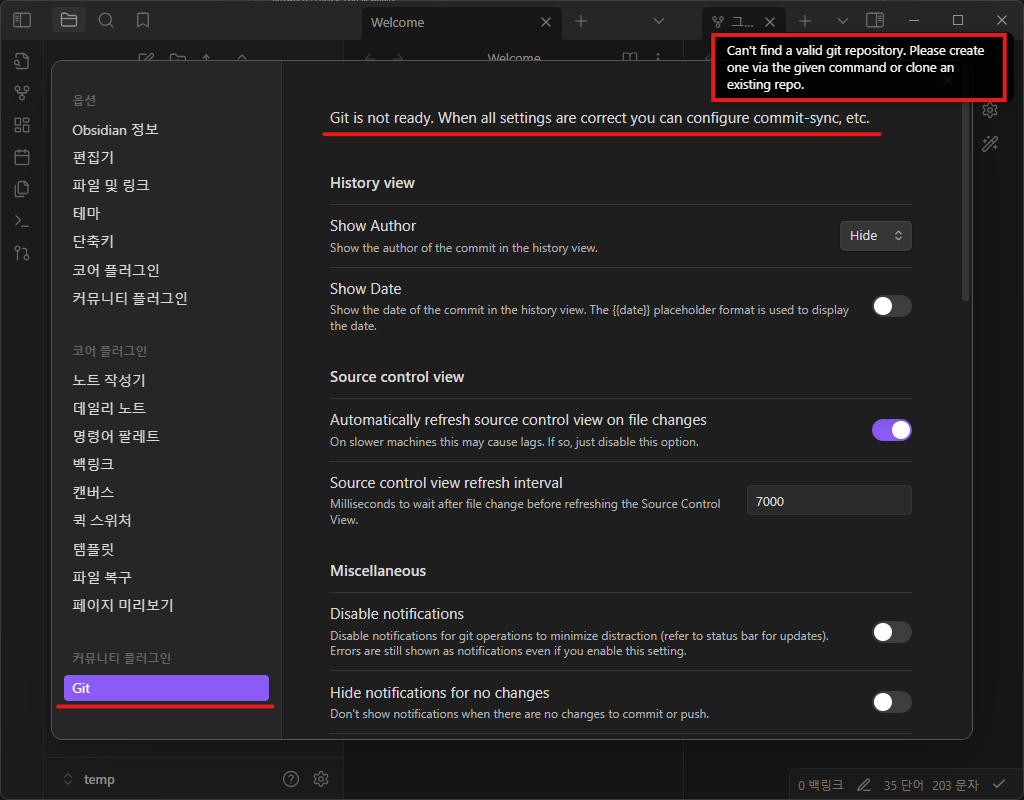 Welcome
그...
Can't find a valid git repository. Please create
one via the given command or clone an
existing repo.
Welcome
옵션
Obsidian 정보
편집기
파일 및 링크
테마
단축키
코어 플러그인
커뮤니티 플러그인
코어 플러그인
노트 작성기
데일리 노트
명령어 팔레트
백링크
캔버스
퀵 스위처
템플릿
파일 복구
페이지 미리보기
커뮤니티 플러그인
Git
Git is not ready. When all settings are correct you can configure commit-sync, etc.
History view
Show Author
Show the author of the commit in the history view.
Hide
Show Date
Show the date of the commit in the history view. The {{date}} placeholder format is used to display
the date.
Source control view
Automatically refresh source control view on file changes
On slower machines this may cause lags. If so, just disable this option.
Source control view refresh interval
Milliseconds to wait after file change before refreshing the Source Control
View.
7000
Miscellaneous
Disable notifications
Disable notifications for git operations to minimize distraction (refer to status bar for updates).
Errors are still shown as notifications even if you enable this setting.
Hide notifications for no changes
Don't show notifications when there are no changes to commit or push.
temp
0 백링크
35 단어
203 문자